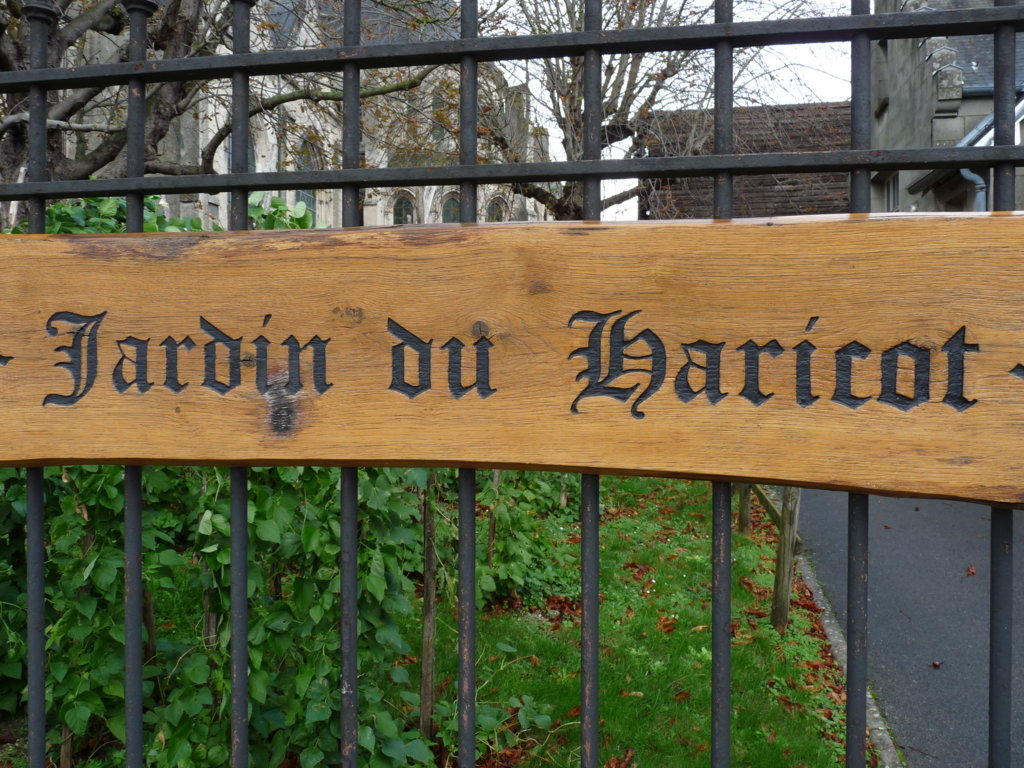 - Jardin du Haricot -